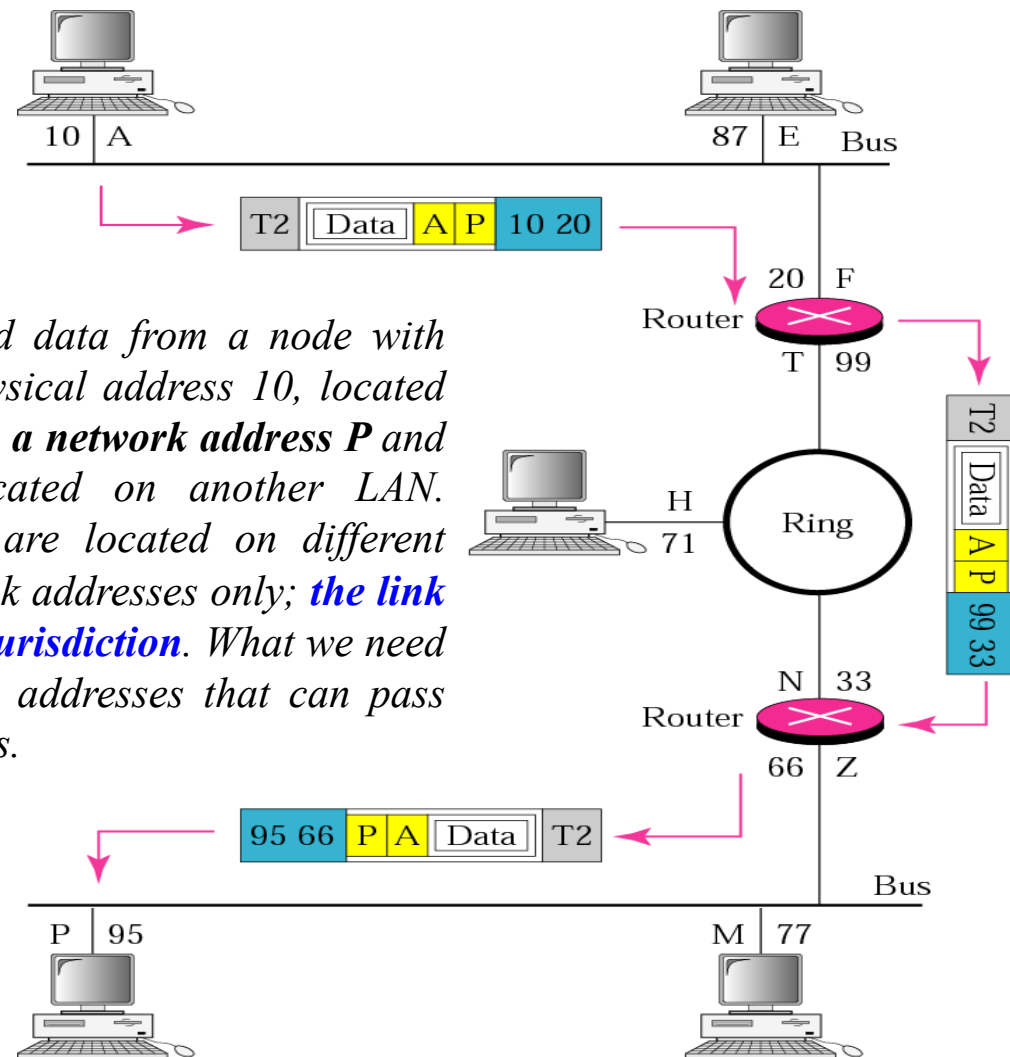 10 A
87 E
Bus
T2 Data A P 10 20
20 F
Router
T 99
d data from a node with
ysical address 10, located
a network address P and
cated on another LAN.
are located on different
k addresses only; the link
urisdiction. What we need
addresses that can pass
s.
T2 Data A P 99 33
H
71
Ring
N 33
Router
66 Z
95 66 P A Data T2
Bus
P 95
M 77